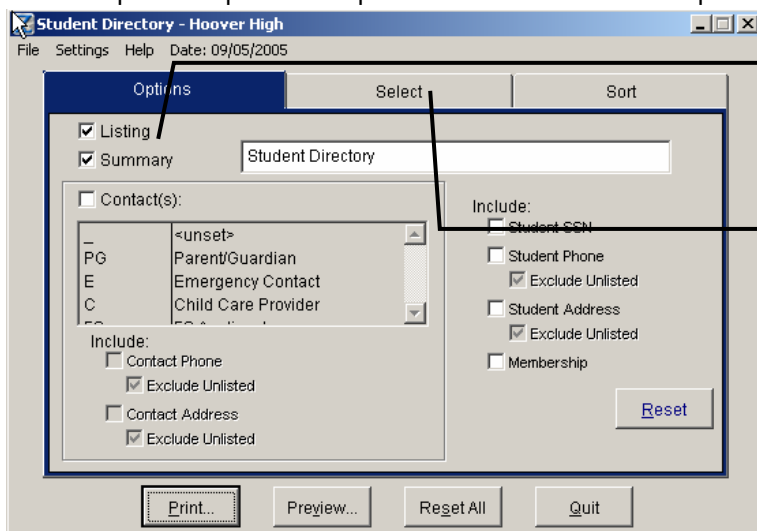 Student Directory - Hoover High
File Settings Help Date: 09/05/2005
Options Select Sort
Listing
Summary Student Directory
Contact(s):
_ <unset>
PG Parent/Guardian
E Emergency Contact
C Child Care Provider
Include:
Contact Phone
Exclude Unlisted
Contact Address
Exclude Unlisted
Include:
Student SSN
Student Phone
Exclude Unlisted
Student Address
Exclude Unlisted
Membership
Reset
Print... Preview... Reset All Quit